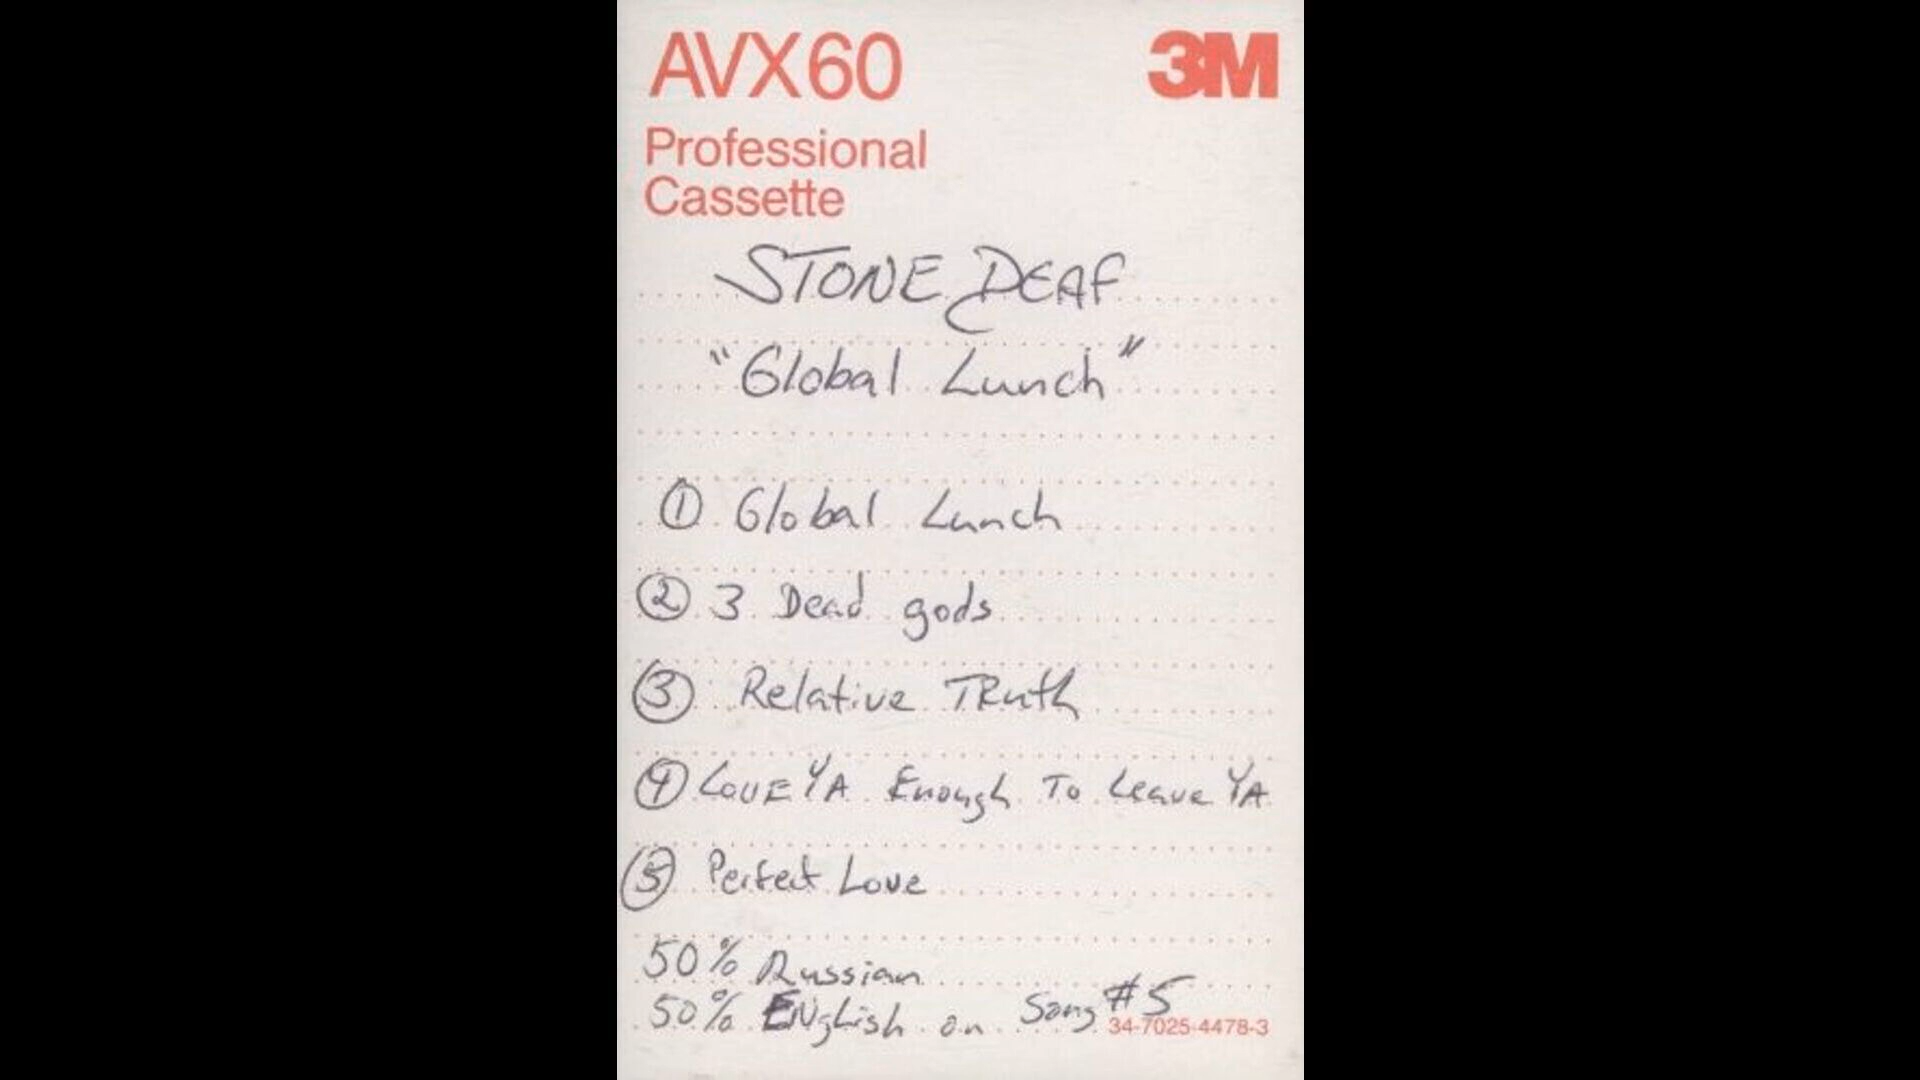 AVX60 3M
Professional
Cassette
STONE DEAF
"Global Lunch"
① Global Lunch
② 3 Dead gods
③ Relative TRuth
④ LovE YA Enough To Leave YA
⑤ Perfect Love
50% Russian
50% ENgLish on Song #5
34-7025-4478-3